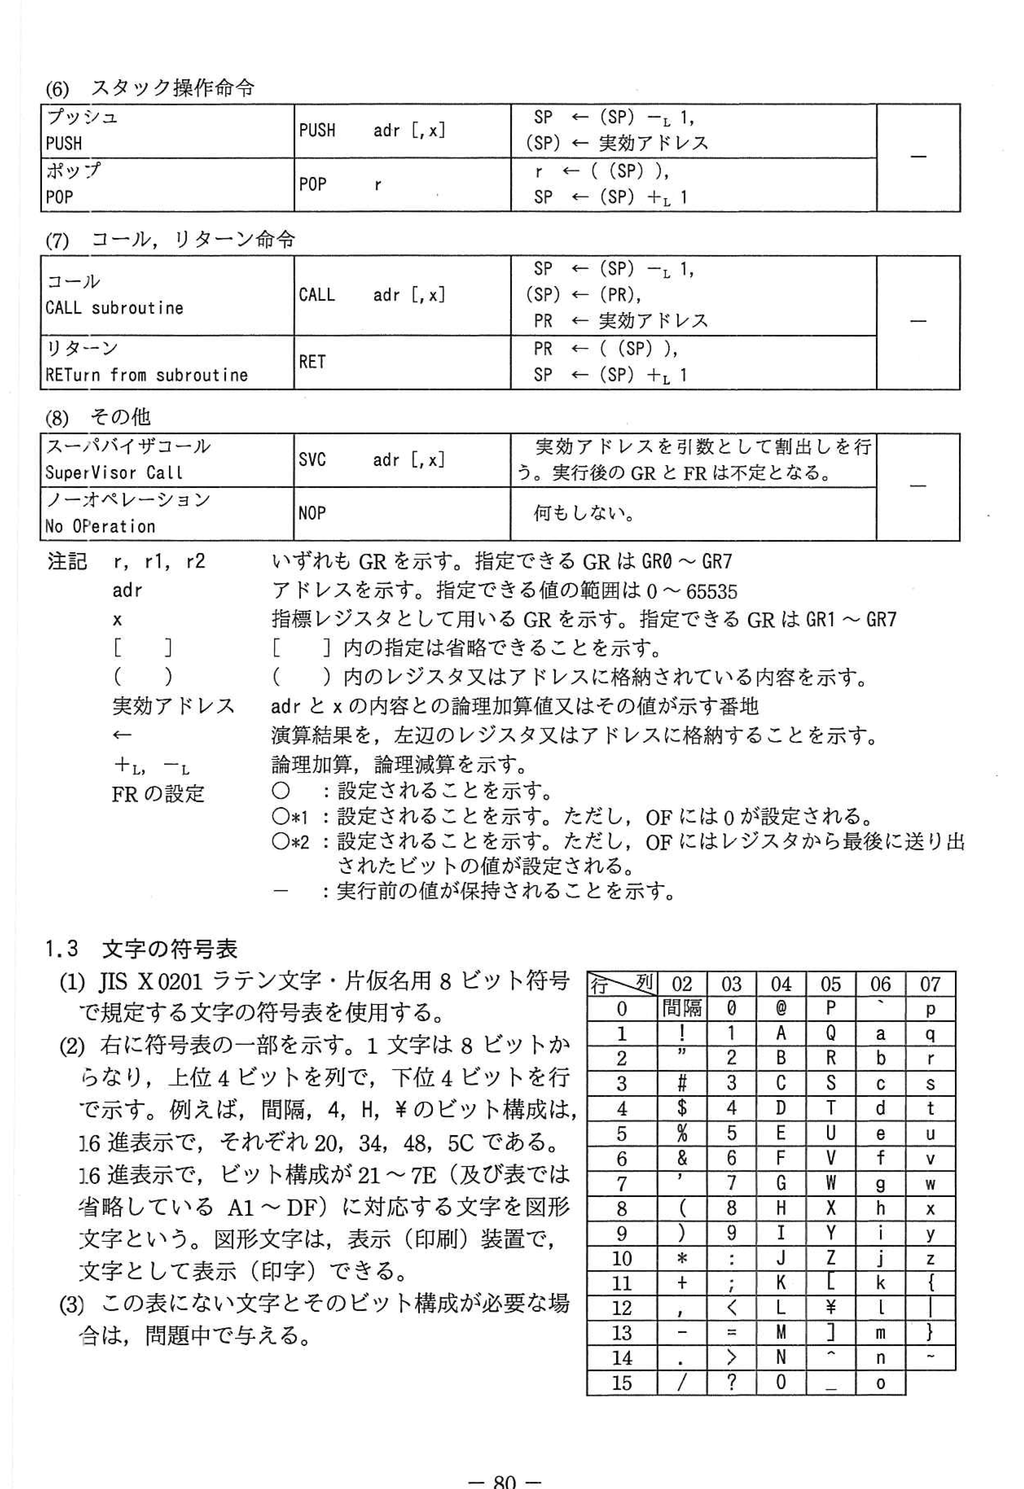 (6) スタック操作命令
プッシュ
PUSH
PUSH adr [,x]
SP ← (SP) −L 1,
(SP) ← 実効アドレス
―
ポップ
POP
POP r
r ← ( (SP) ),
SP ← (SP) +L 1
(7) コール，リターン命令
コール
CALL subroutine
CALL adr [,x]
SP ← (SP) −L 1,
(SP) ← (PR),
PR ← 実効アドレス
―
リターン
RETurn from subroutine
RET
PR ← ( (SP) ),
SP ← (SP) +L 1
(8) その他
スーパバイザコール
SuperVisor Call
SVC adr [,x]
実効アドレスを引数として割出しを行
う。実行後の GR と FR は不定となる。
―
ノーオペレーション
No OPeration
NOP
何もしない。
注記 r, r1, r2 いずれも GR を示す。指定できる GR は GR0 ～ GR7
adr アドレスを示す。指定できる値の範囲は 0 ～ 65535
x 指標レジスタとして用いる GR を示す。指定できる GR は GR1 ～ GR7
[ ] [ ] 内の指定は省略できることを示す。
( ) ( ) 内のレジスタ又はアドレスに格納されている内容を示す。
実効アドレス adr と x の内容との論理加算値又はその値が示す番地
← 演算結果を，左辺のレジスタ又はアドレスに格納することを示す。
+L, −L 論理加算，論理減算を示す。
FR の設定 ○ ：設定されることを示す。
○*1 ：設定されることを示す。ただし，OF には 0 が設定される。
○*2 ：設定されることを示す。ただし，OF にはレジスタから最後に送り出
されたビットの値が設定される。
― ：実行前の値が保持されることを示す。
1.3 文字の符号表
(1) JIS X 0201 ラテン文字・片仮名用 8 ビット符号
で規定する文字の符号表を使用する。
(2) 右に符号表の一部を示す。1 文字は 8 ビットか
らなり，上位 4 ビットを列で，下位 4 ビットを行
で示す。例えば，間隔，4，H，¥ のビット構成は，
16 進表示で，それぞれ 20，34，48，5C である。
16 進表示で，ビット構成が 21 ～ 7E（及び表では
省略している A1 ～ DF）に対応する文字を図形
文字という。図形文字は，表示（印刷）装置で，
文字として表示（印字）できる。
(3) この表にない文字とそのビット構成が必要な場
合は，問題中で与える。
行 列 02 03 04 05 06 07
0 間隔 0 @ P ` p
1 ! 1 A Q a q
2 ” 2 B R b r
3 # 3 C S c s
4 $ 4 D T d t
5 % 5 E U e u
6 & 6 F V f v
7 ’ 7 G W g w
8 ( 8 H X h x
9 ) 9 I Y i y
10 * : J Z j z
11 + ; K [ k {
12 , < L ¥ l |
13 - = M ] m }
14 . > N ^ n ~
15 / ? O _ o
― 80 ―